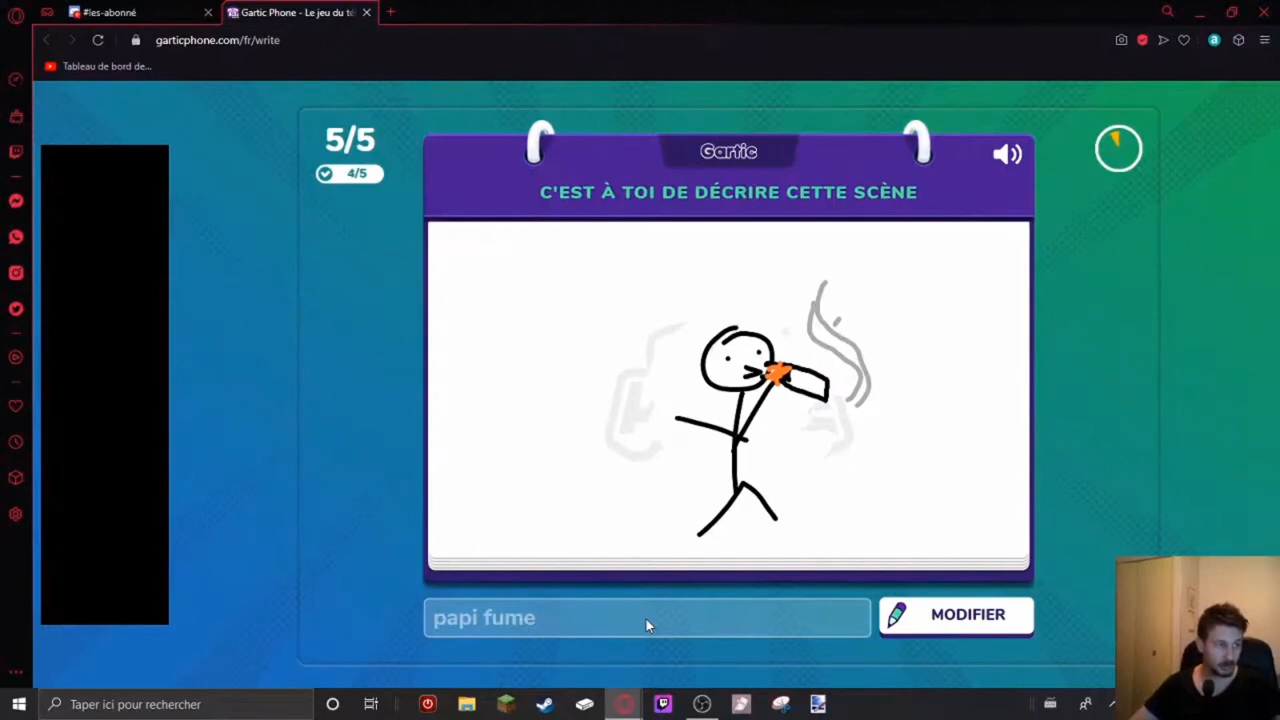 #les-abonné
Gartic Phone - Le jeu du té
garticphone.com/fr/write
Tableau de bord de...
5/5
4/5
Gartic
C'EST À TOI DE DÉCRIRE CETTE SCÈNE
papi fume
MODIFIER
Taper ici pour rechercher